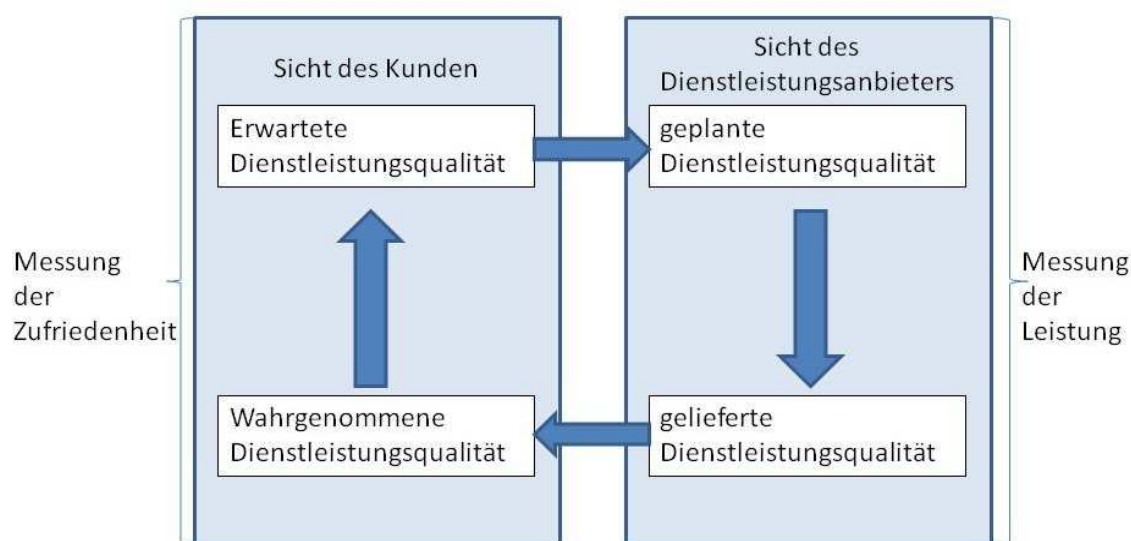 Sicht des Kunden
Erwartete
Dienstleistungsqualität
Wahrgenommene
Dienstleistungsqualität
Sicht des
Dienstleistungsanbieters
geplante
Dienstleistungsqualität
gelieferte
Dienstleistungsqualität
Messung
der
Zufriedenheit
Messung
der
Leistung